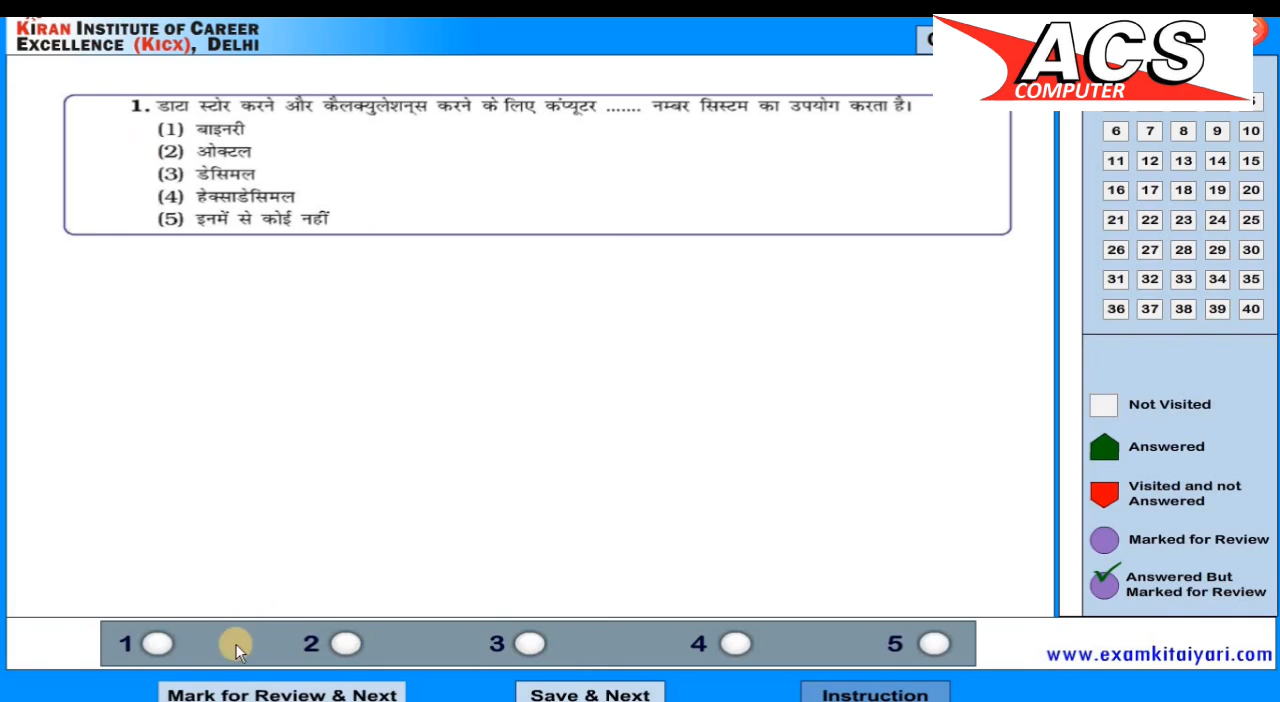 KIRAN INSTITUTE OF CAREER
EXCELLENCE (KICX), DELHI
ACS
COMPUTER
1. डाटा स्टोर करने और कैलक्युलेशन्स करने के लिए कंप्यूटर ....... नम्बर सिस्टम का उपयोग करता है।
(1) बाइनरी
(2) ओक्टल
(3) डेसिमल
(4) हेक्साडेसिमल
(5) इनमें से कोई नहीं
6 7 8 9 10
11 12 13 14 15
16 17 18 19 20
21 22 23 24 25
26 27 28 29 30
31 32 33 34 35
36 37 38 39 40
Not Visited
Answered
Visited and not
Answered
Marked for Review
Answered But
Marked for Review
1 2 3 4 5
www.examkitaiyari.com
Mark for Review & Next Save & Next Instruction